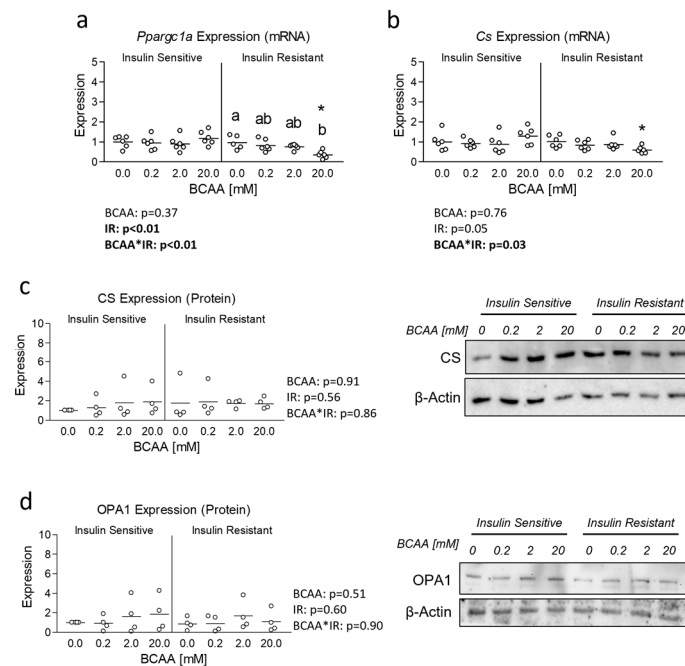 a
Ppargc1a Expression (mRNA)
Insulin Sensitive Insulin Resistant
Expression
5
4
3
2
1
0
a ab ab * b
0.0 0.2 2.0 20.0 0.0 0.2 2.0 20.0
BCAA [mM]
BCAA: p=0.37
IR: p<0.01
BCAA*IR: p<0.01
b
Cs Expression (mRNA)
Insulin Sensitive Insulin Resistant
Expression
5
4
3
2
1
0
*
0.0 0.2 2.0 20.0 0.0 0.2 2.0 20.0
BCAA [mM]
BCAA: p=0.76
IR: p=0.05
BCAA*IR: p=0.03
c
CS Expression (Protein)
Insulin Sensitive Insulin Resistant
Expression
10
8
6
4
2
0
0.0 0.2 2.0 20.0 0.0 0.2 2.0 20.0
BCAA [mM]
BCAA: p=0.91
IR: p=0.56
BCAA*IR: p=0.86
Insulin Sensitive Insulin Resistant
BCAA [mM] 0 0.2 2 20 0 0.2 2 20
CS
β-Actin
d
OPA1 Expression (Protein)
Insulin Sensitive Insulin Resistant
Expression
10
8
6
4
2
0
0.0 0.2 2.0 20.0 0.0 0.2 2.0 20.0
BCAA [mM]
BCAA: p=0.51
IR: p=0.60
BCAA*IR: p=0.90
Insulin Sensitive Insulin Resistant
BCAA [mM] 0 0.2 2 20 0 0.2 2 20
OPA1
β-Actin